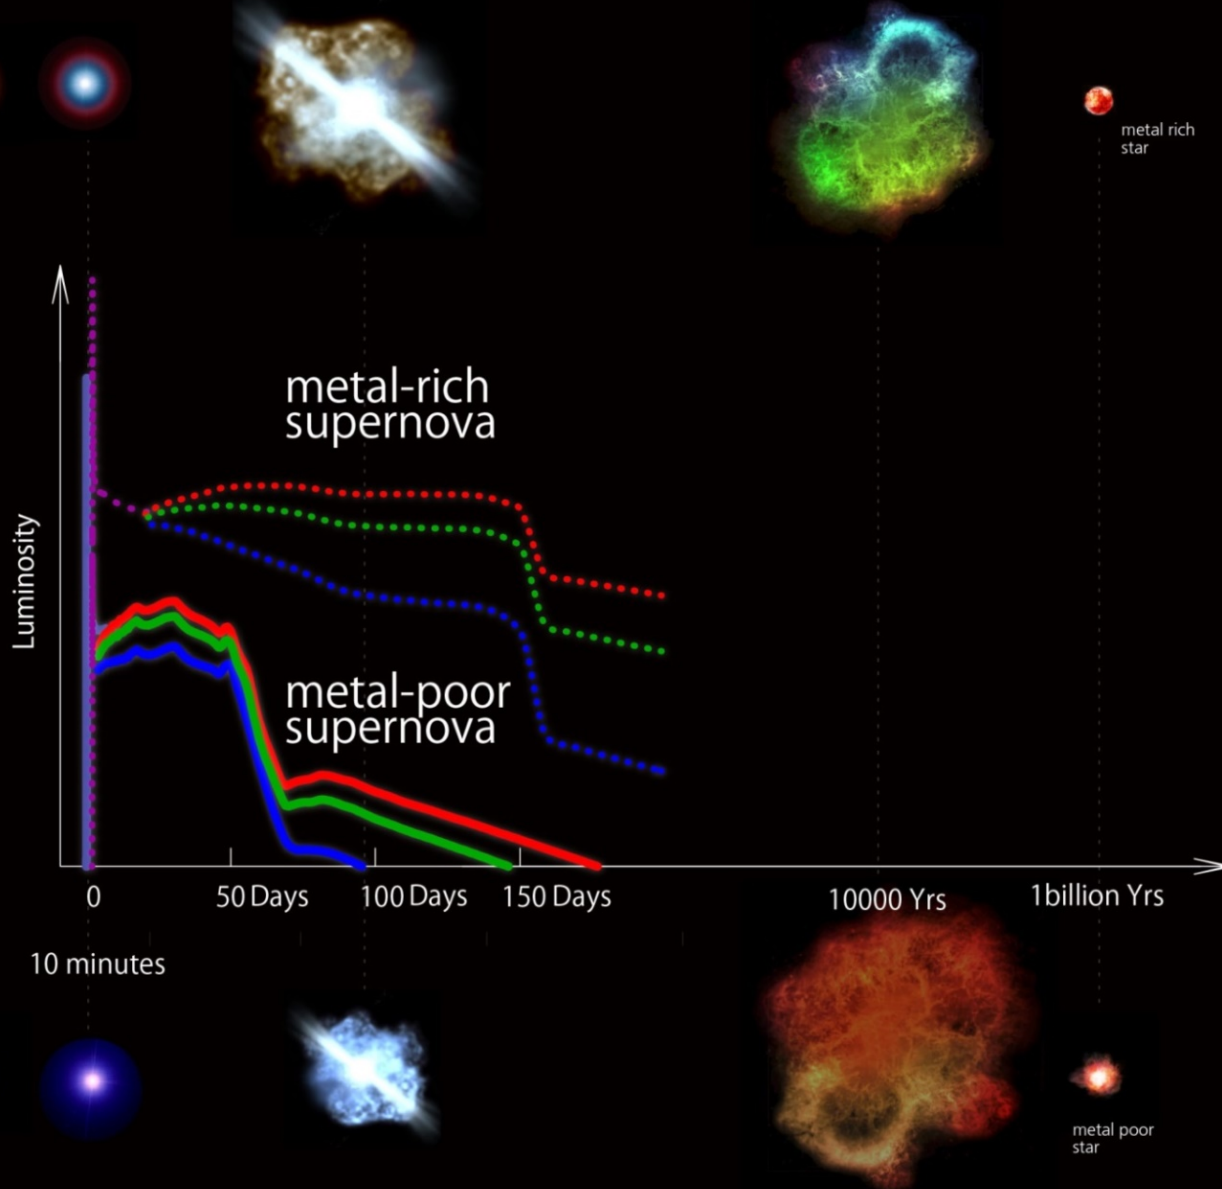 metal rich
star
metal-rich
supernova
Luminosity
metal-poor
supernova
0
50 Days
100 Days
150 Days
10000 Yrs
1billion Yrs
10 minutes
metal poor
star